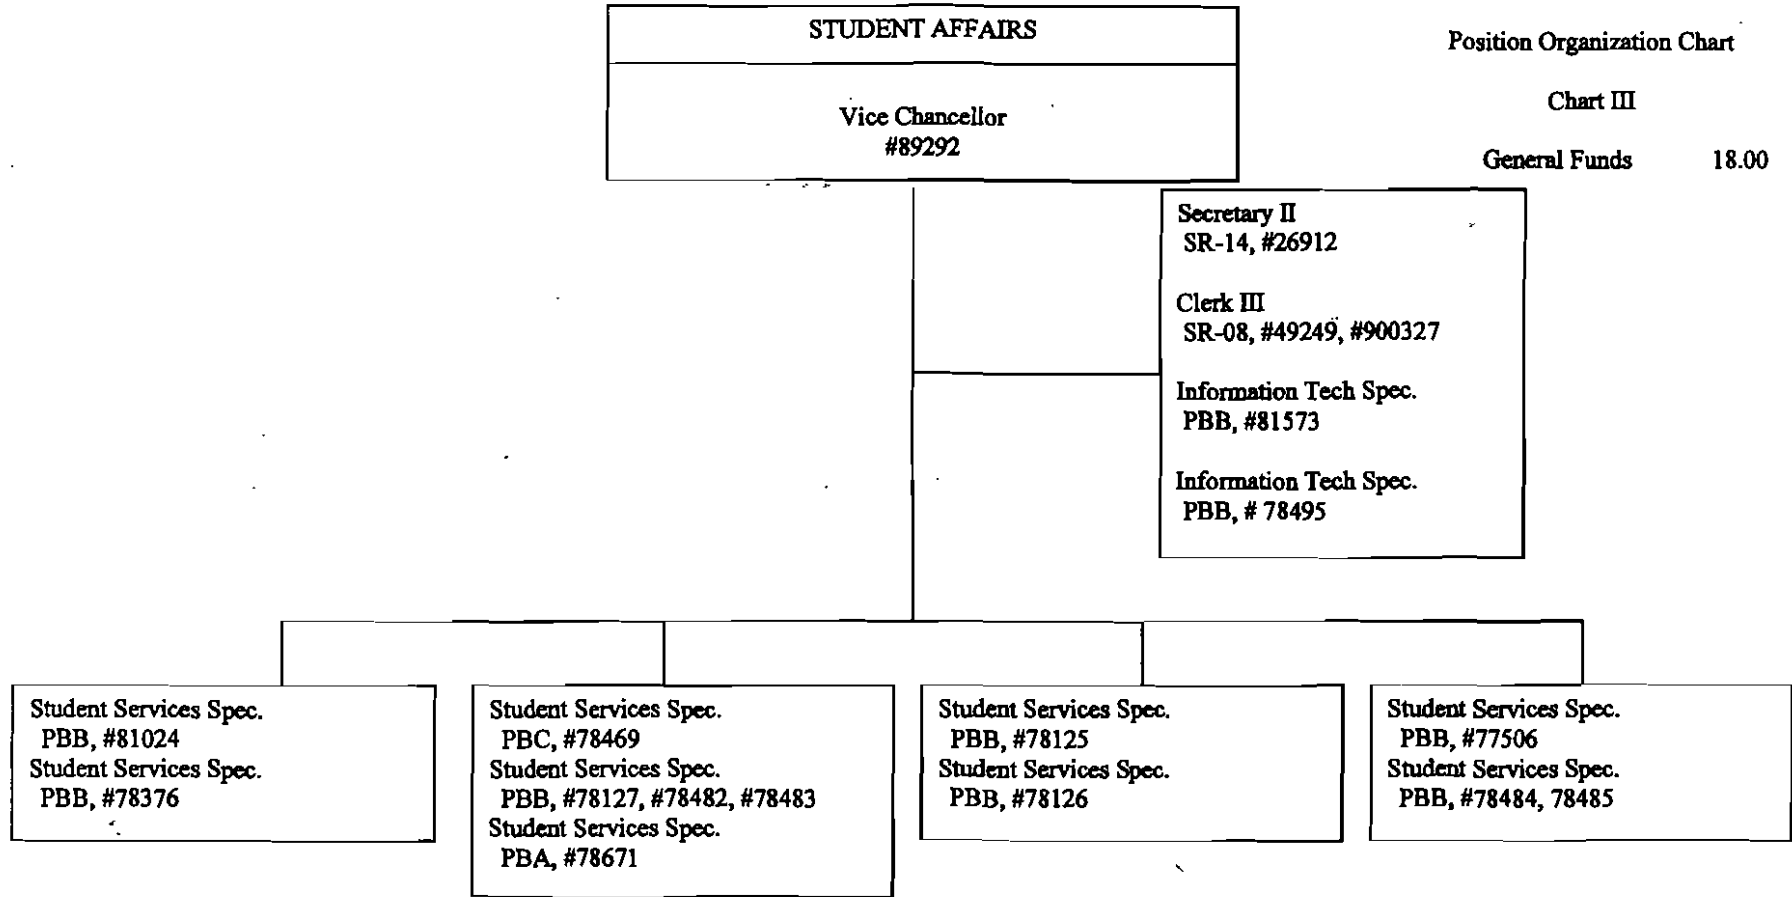 STUDENT AFFAIRS
Vice Chancellor
#89292
Position Organization Chart
Chart III
General Funds 18.00
Secretary II
SR-14, #26912
Clerk III
SR-08, #49249, #900327
Information Tech Spec.
PBB, #81573
Information Tech Spec.
PBB, # 78495
Student Services Spec.
PBB, #81024
Student Services Spec.
PBB, #78376
Student Services Spec.
PBC, #78469
Student Services Spec.
PBB, #78127, #78482, #78483
Student Services Spec.
PBA, #78671
Student Services Spec.
PBB, #78125
Student Services Spec.
PBB, #78126
Student Services Spec.
PBB, #77506
Student Services Spec.
PBB, #78484, 78485